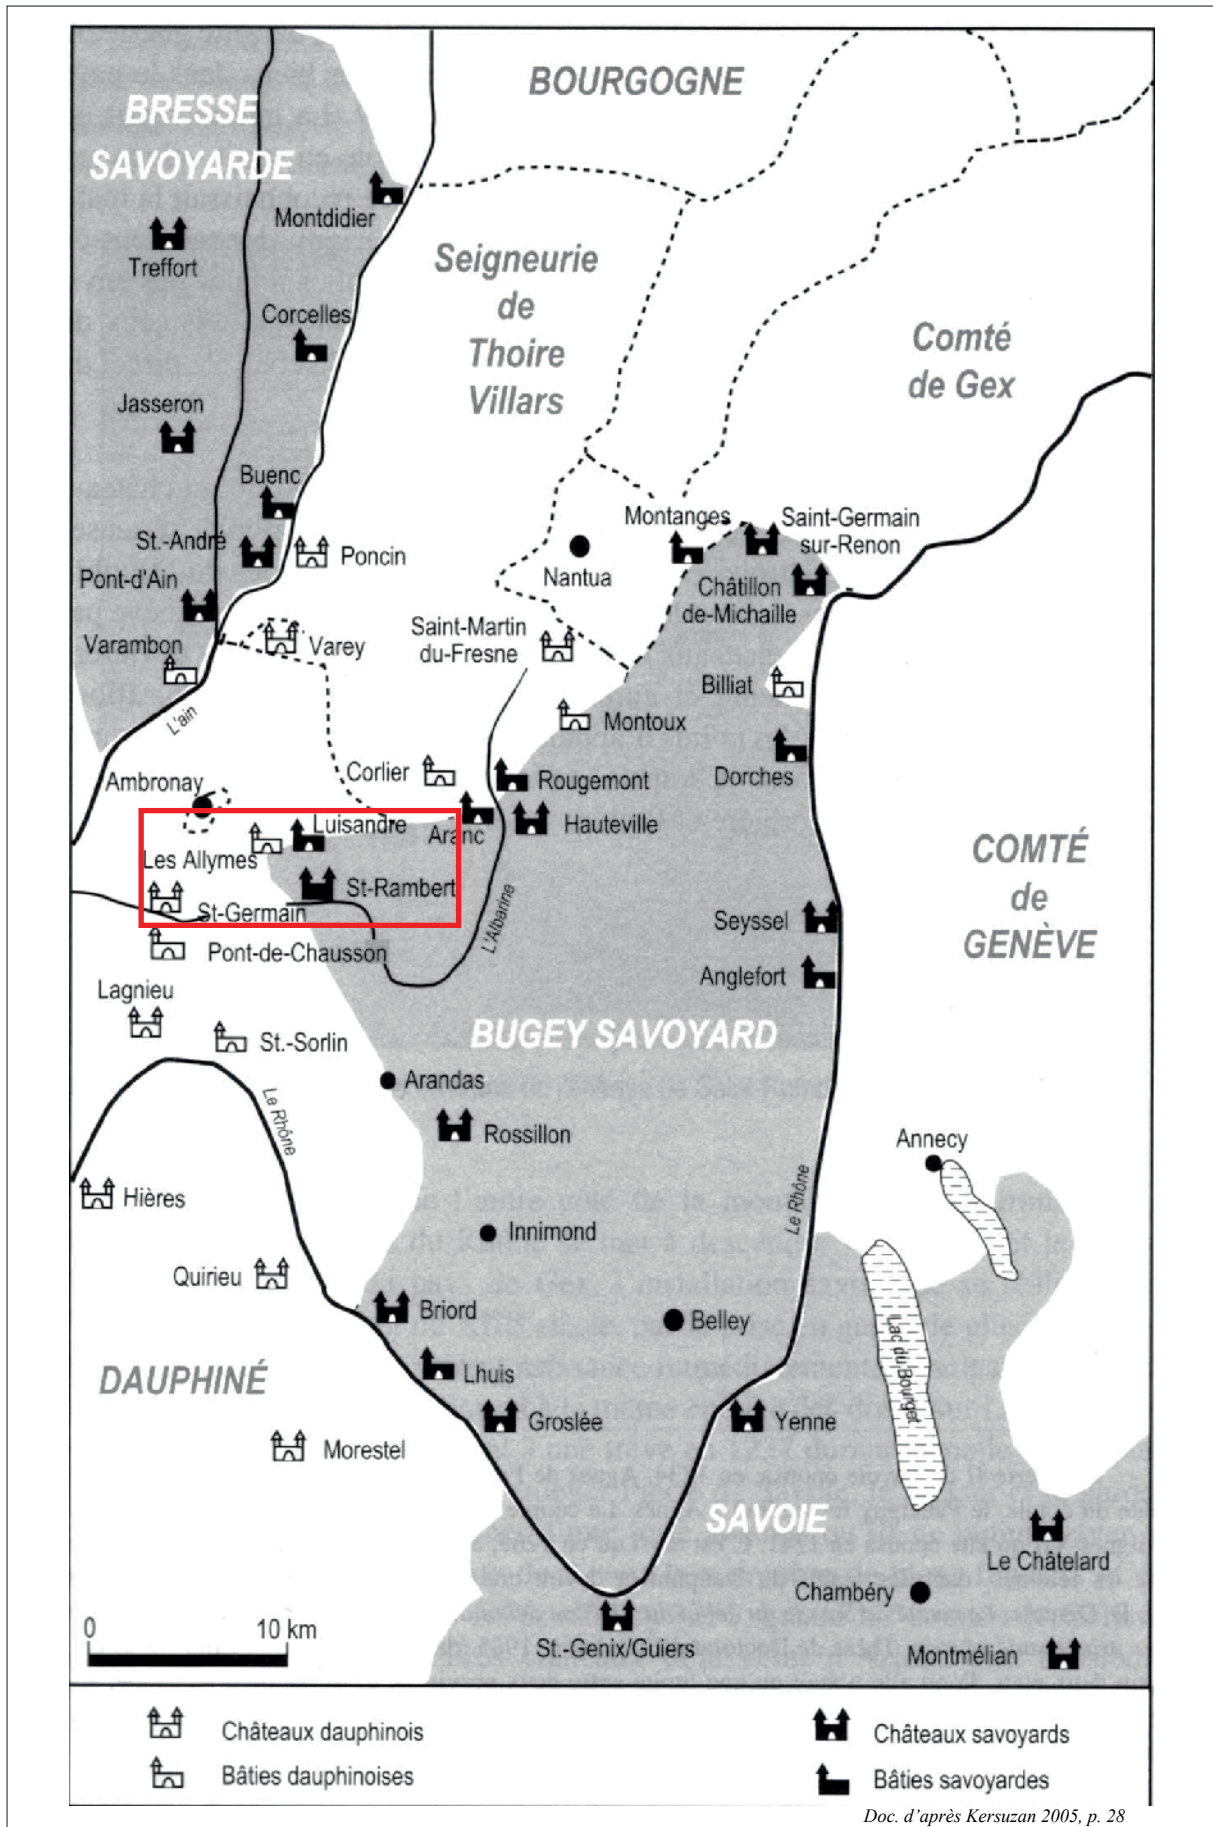 BOURGOGNE
BRESSE
SAVOYARDE
Montdidier
Treffort
Seigneurie
de
Thoire
Villars
Corcelles
Comté
de Gex
Jasseron
Buenc
Montanges
Saint-Germain
sur-Renon
St.-André
Poncin
Nantua
Pont-d'Ain
Châtillon
de-Michaille
Varambon
Varey
Saint-Martin
du-Fresne
Billiat
L'ain
Montoux
Corlier
Rougemont
Dorches
Ambronay
Luisandre
Aranc
Hauteville
Les Allymes
COMTÉ
de
GENÈVE
St-Rambert
St-Germain
L'Albarine
Seyssel
Pont-de-Chausson
Anglefort
Lagnieu
St.-Sorlin
BUGEY SAVOYARD
Arandas
Le Rhône
Rossillon
Annecy
Hières
Le Rhône
Innimond
Quirieu
Briord
Belley
Lac du Bourget
DAUPHINÉ
Lhuis
Groslée
Yenne
Morestel
SAVOIE
Le Châtelard
Chambéry
0 10 km
St.-Genix/Guiers
Montmélian
Châteaux dauphinois
Châteaux savoyards
Bâties dauphinoises
Bâties savoyardes
Doc. d'après Kersuzan 2005, p. 28